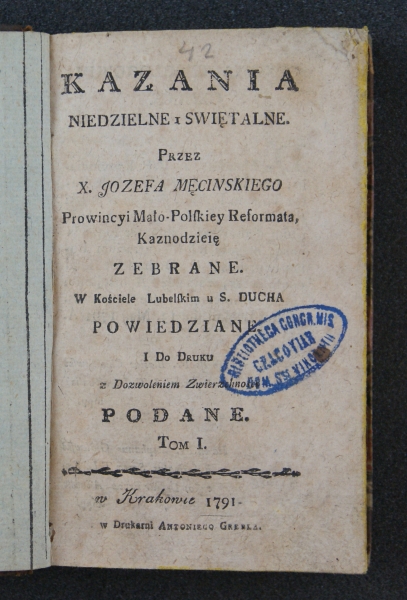 42
KAZANIA
NIEDZIELNE I SWIĘTALNE.
PRZEZ
X. JOZEFA MĘCINSKIEGO
Prowincyi Mało-Polſkiey Reformata,
Kaznodzieię
ZEBRANE.
W Kościele Lubelſkim u S. DUCHA
POWIEDZIANE
I DO DRUKU
z Dozwoleniem Zwierzchności
PODANE.
TOM I.
w Krakowie 1791.
w Drukarni ANTONIEGO GREBLA.
BIBLIOTHECA CONGR. MIS.